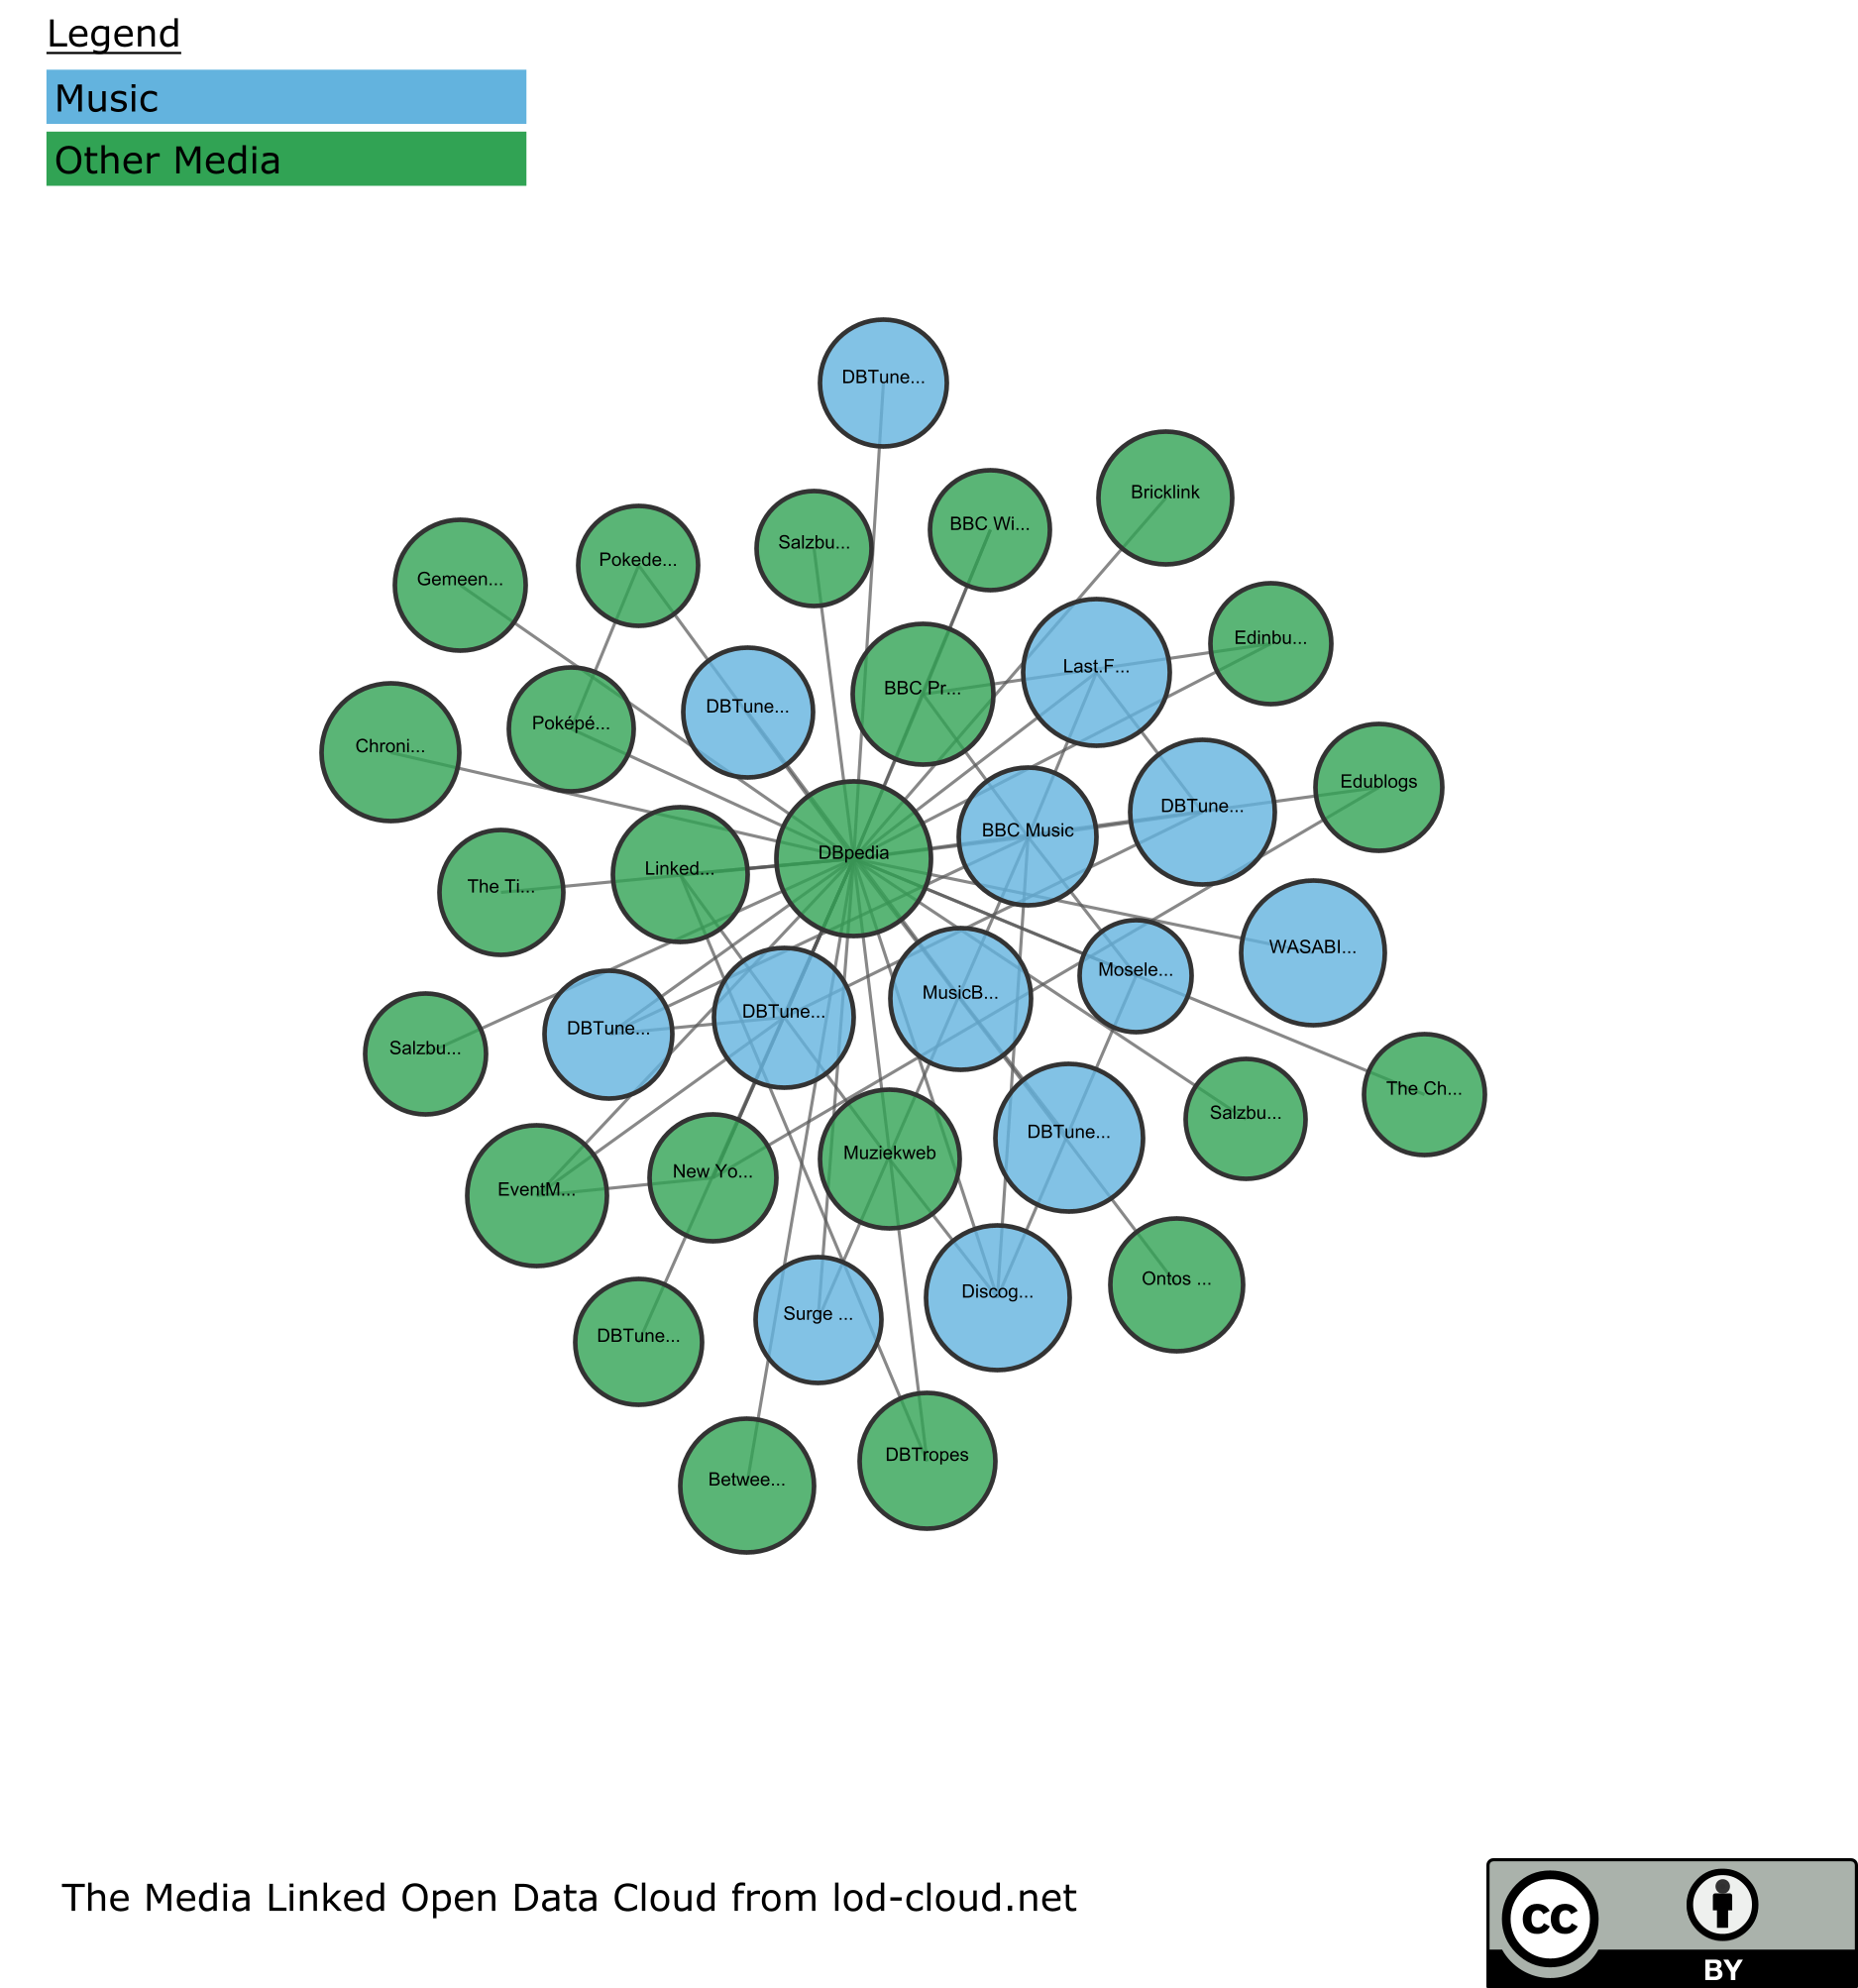 Legend
Music
Other Media
DBTune...
Bricklink
BBC Wi...
Salzbu...
Pokede...
Gemeen...
Edinbu...
Last.F...
BBC Pr...
DBTune...
Poképé...
Chroni...
Edublogs
DBTune...
BBC Music
DBpedia
Linked...
The Ti...
WASABI...
Mosele...
MusicB...
DBTune...
DBTune...
Salzbu...
The Ch...
Salzbu...
DBTune...
Muziekweb
New Yo...
EventM...
Ontos ...
Discog...
Surge ...
DBTune...
DBTropes
Betwee...
The Media Linked Open Data Cloud from lod-cloud.net
cc
BY